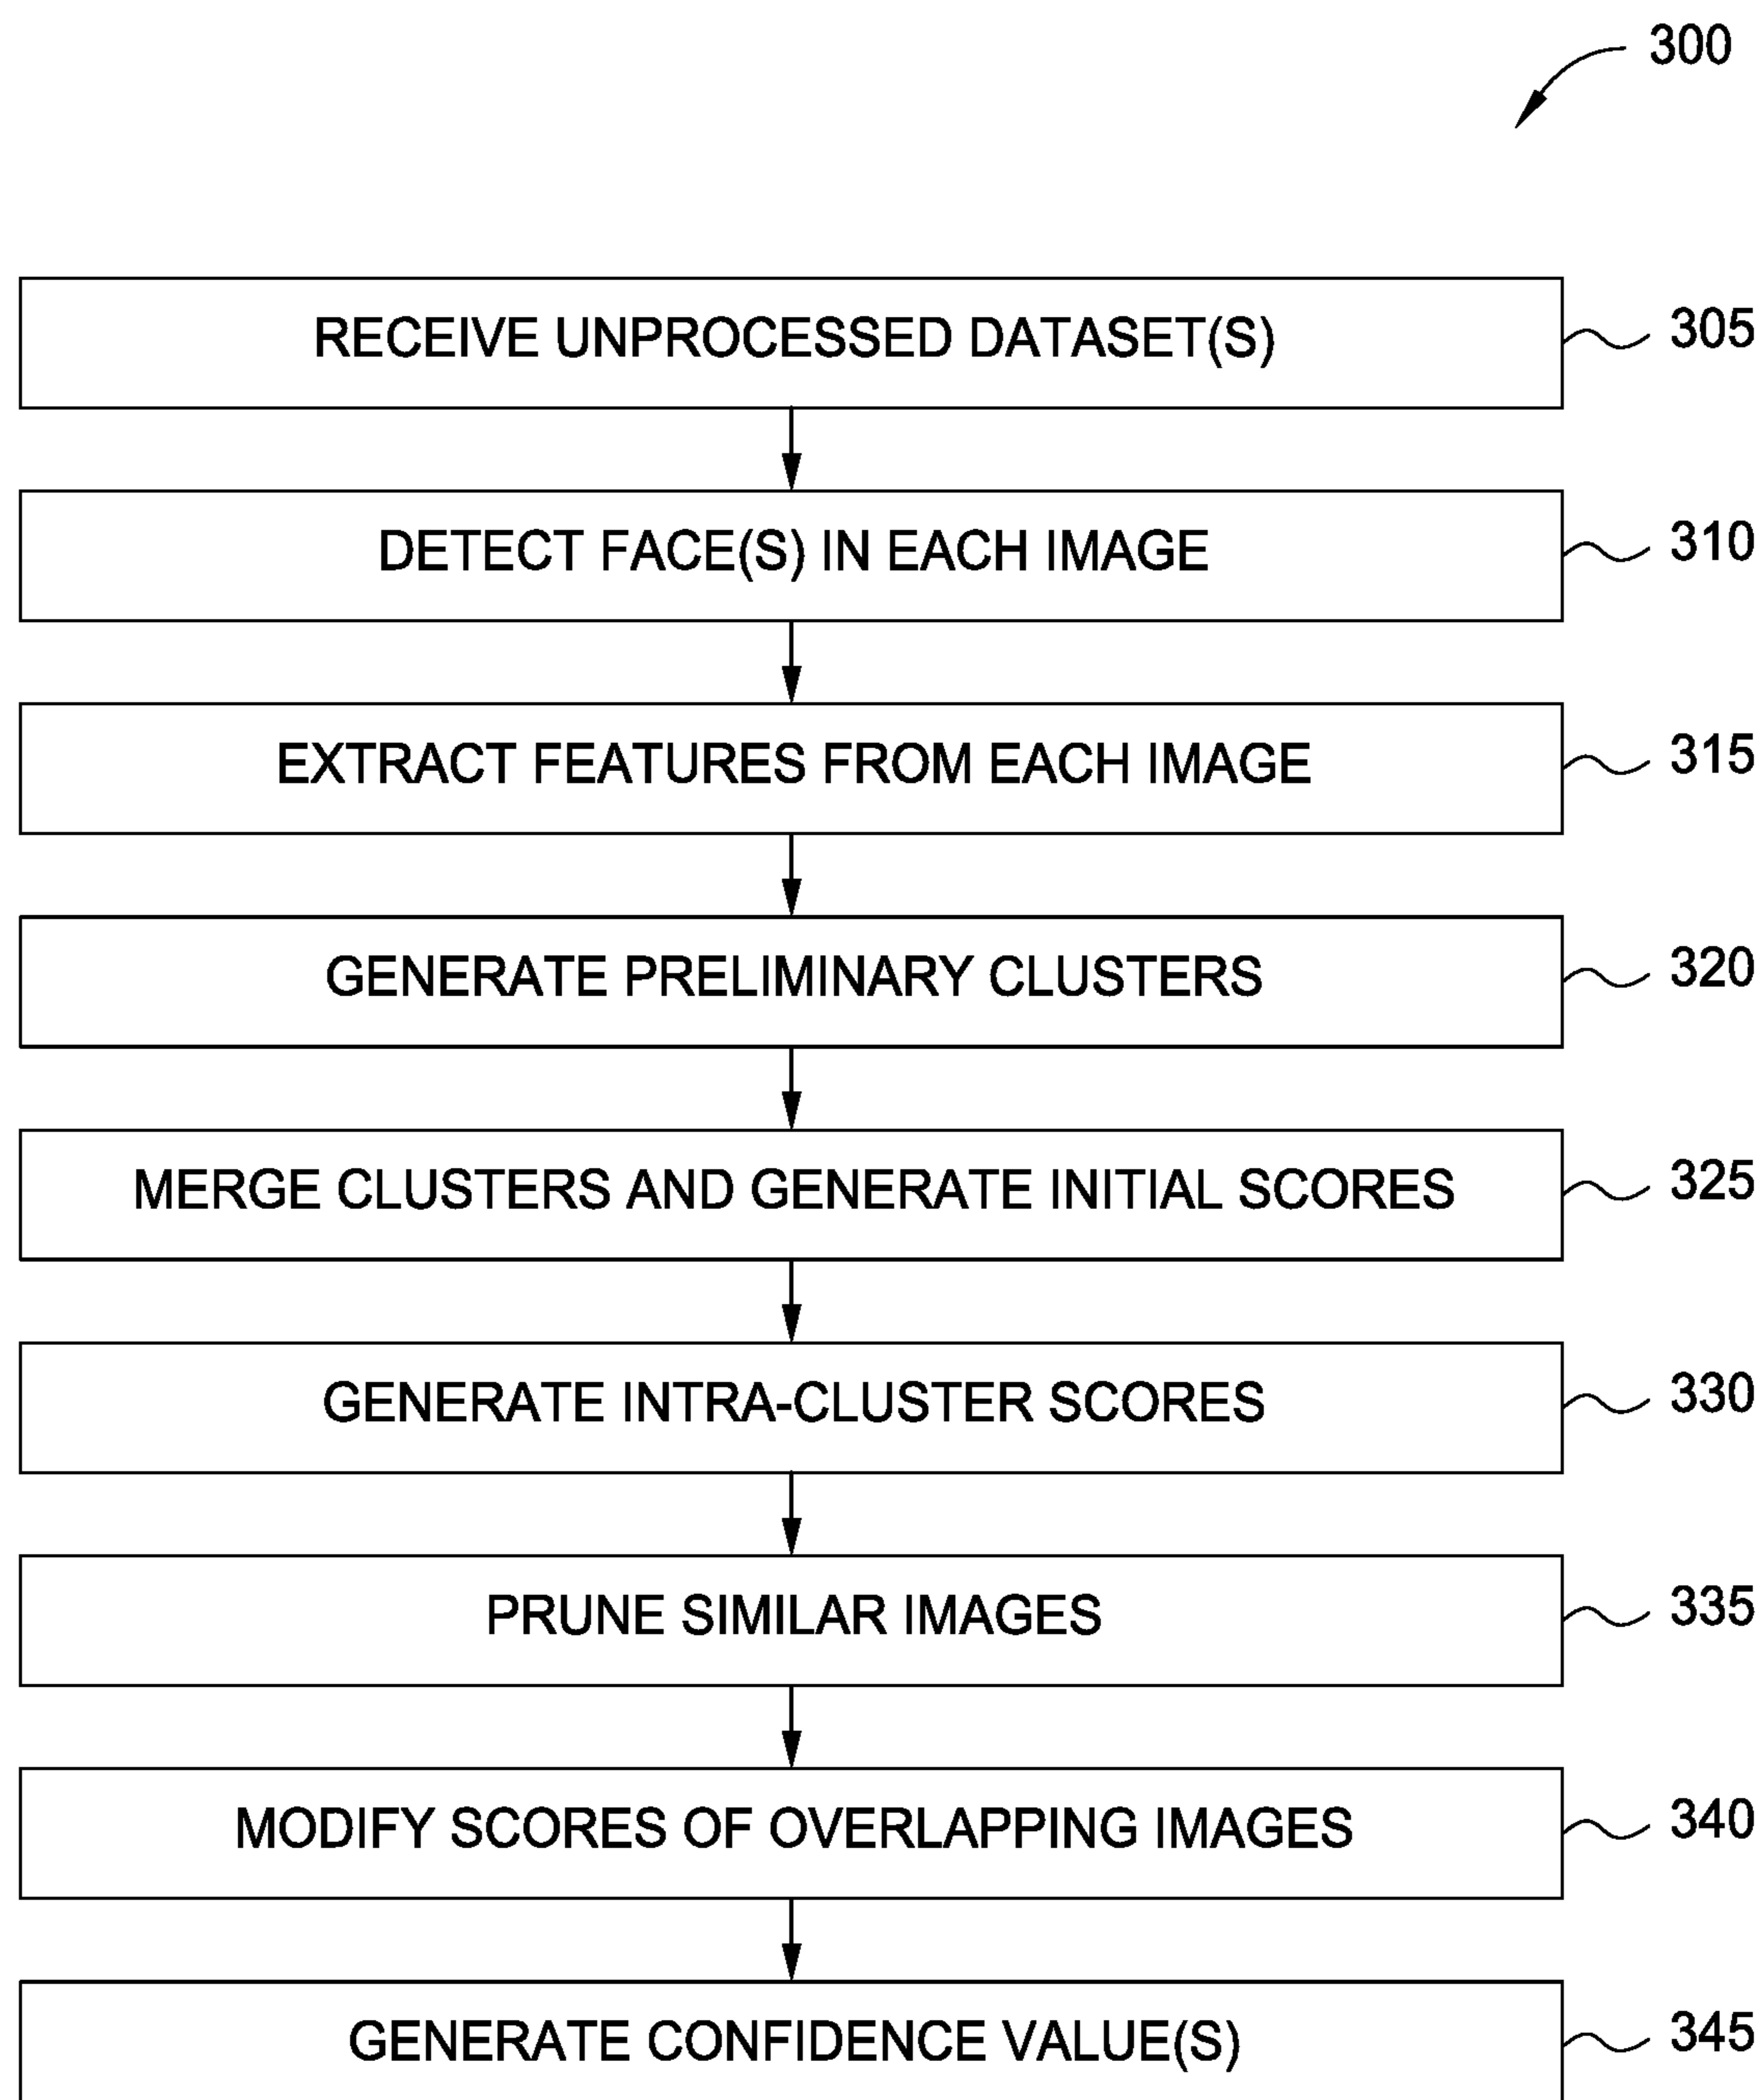 300
RECEIVE UNPROCESSED DATASET(S)
305
DETECT FACE(S) IN EACH IMAGE
310
EXTRACT FEATURES FROM EACH IMAGE
315
GENERATE PRELIMINARY CLUSTERS
320
MERGE CLUSTERS AND GENERATE INITIAL SCORES
325
GENERATE INTRA-CLUSTER SCORES
330
PRUNE SIMILAR IMAGES
335
MODIFY SCORES OF OVERLAPPING IMAGES
340
GENERATE CONFIDENCE VALUE(S)
345